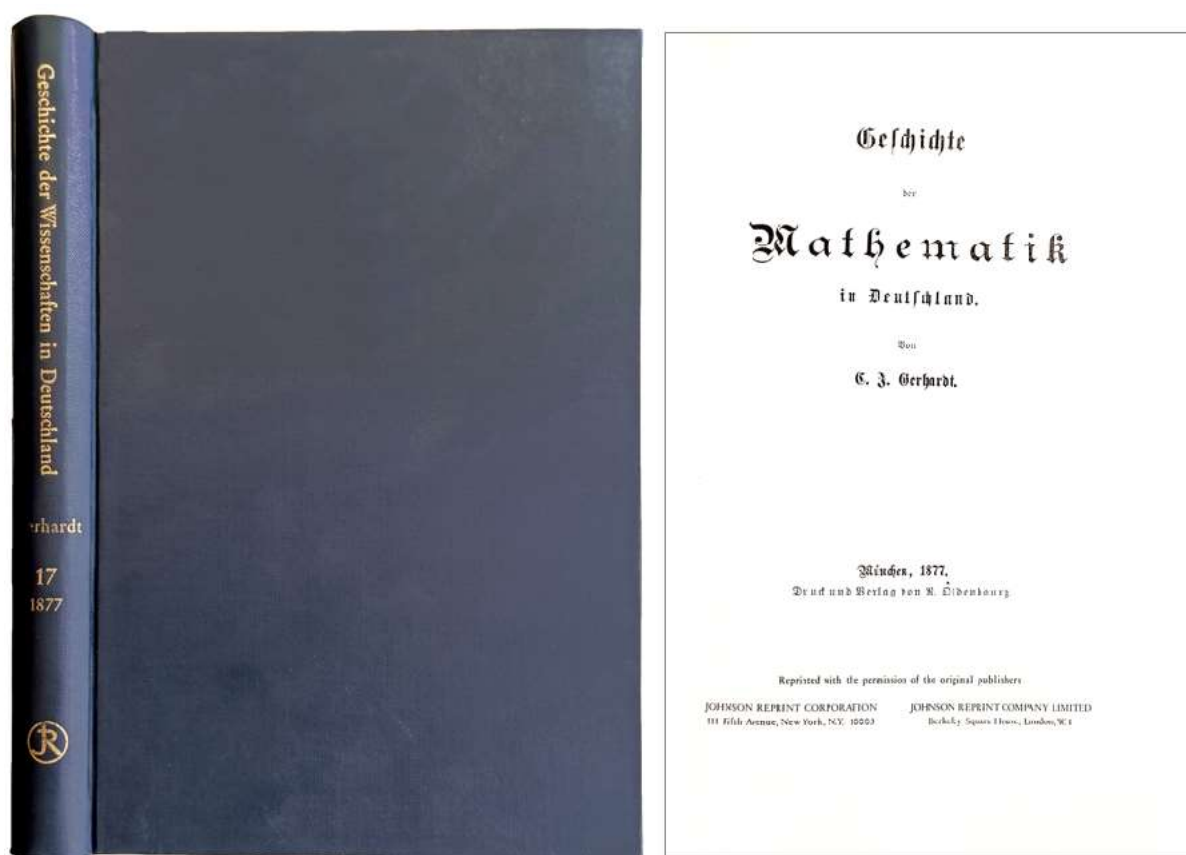 Geschichte der Wissenschaften in Deutschland
erhardt
17
1877
JR
Geschichte
der
Mathematik
in Deutschland.
Von
C. J. Gerhardt.
München, 1877.
Druck und Verlag von R. Oldenbourg
Reprinted with the permission of the original publishers
JOHNSON REPRINT CORPORATION
111 Fifth Avenue, New York, N.Y. 10003
JOHNSON REPRINT COMPANY LIMITED
Berkeley Square House, London, W.1